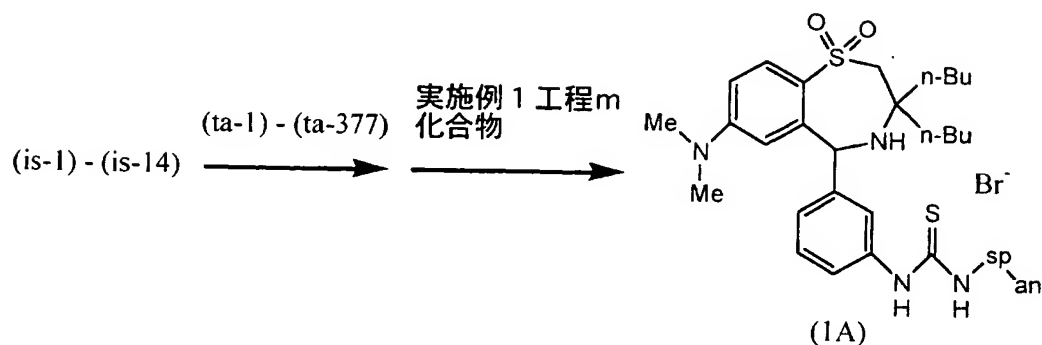 (is-1) - (is-14)
(ta-1) - (ta-377)
実施例1工程m
化合物
O
O
S
n-Bu
n-Bu
NH
Me
N
Me
Br-
S
N
H
N
H
sp
an
(1A)